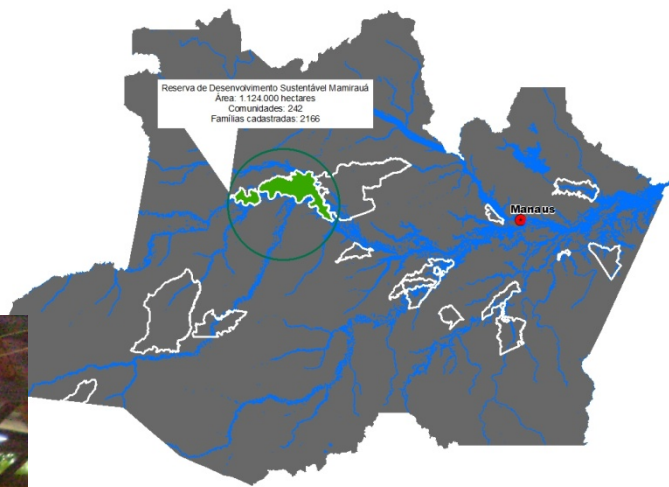 Reserva de Desenvolvimento Sustentável Mamirauá
Área: 1.124.000 hectares
Comunidades: 242
Famílias cadastradas: 2166
Manaus